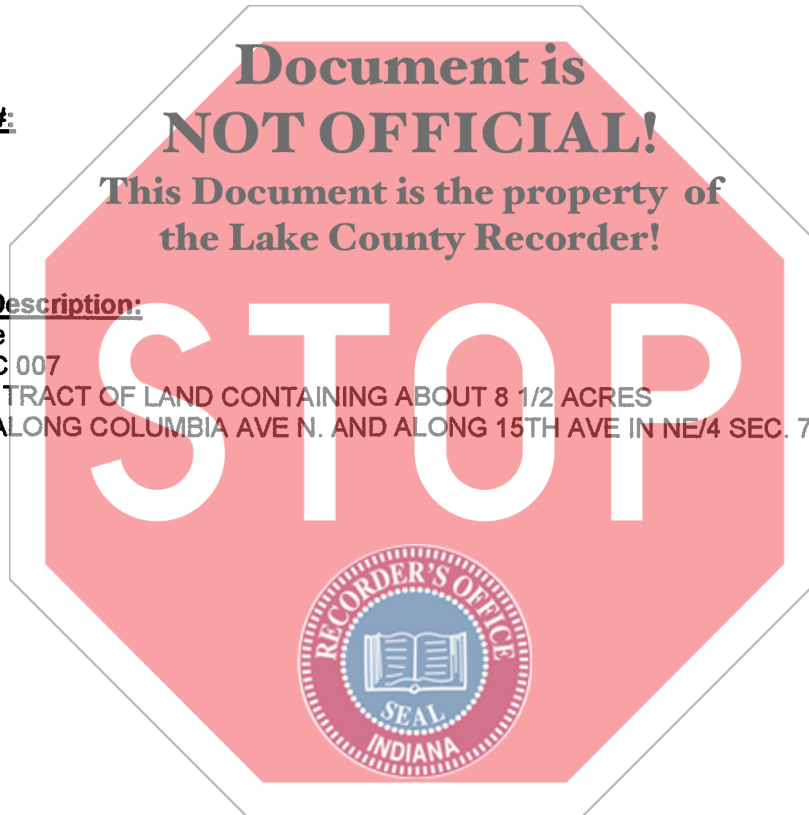 Document is
#:
NOT OFFICIAL!
This Document is the property of
the Lake County Recorder!
Description:
e
C 007
TRACT OF LAND CONTAINING ABOUT 8 1/2 ACRES
ALONG COLUMBIA AVE N. AND ALONG 15TH AVE IN NE/4 SEC. 7
STOP
RECORDER'S OFFICE
SEAL
INDIANA